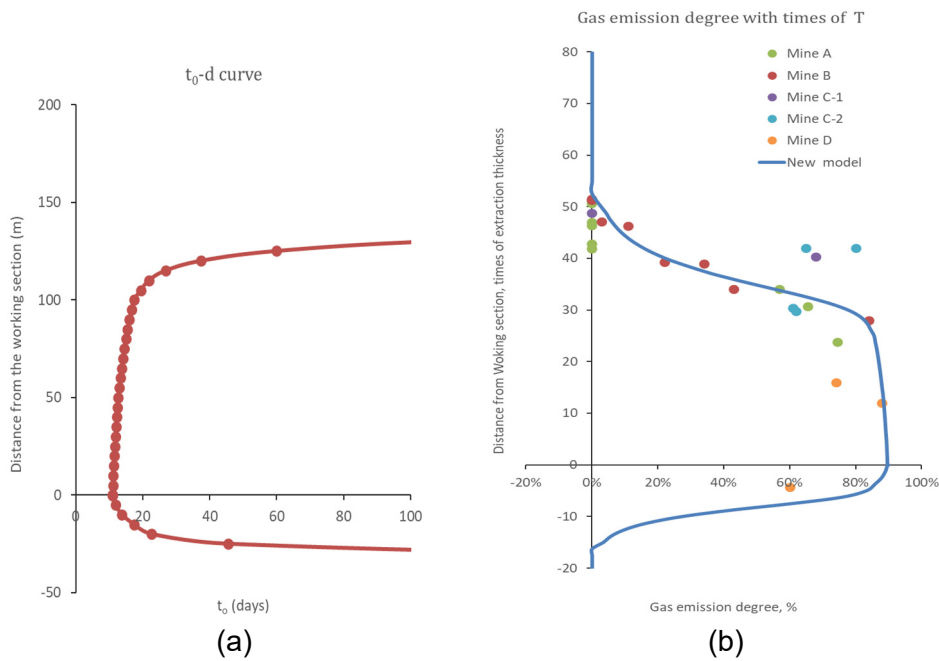 t₀-d curve
Distance from the working section (m)
200
150
100
50
0
-50
0 20 40 60 80 100
t₀ (days)
(a)
Gas emission degree with times of T
Distance from Woking section, times of extraction thickness
80
70
60
50
40
30
20
10
0
-10
-20
-20% 0% 20% 40% 60% 80% 100%
Mine A
Mine B
Mine C-1
Mine C-2
Mine D
New model
Gas emission degree, %
(b)